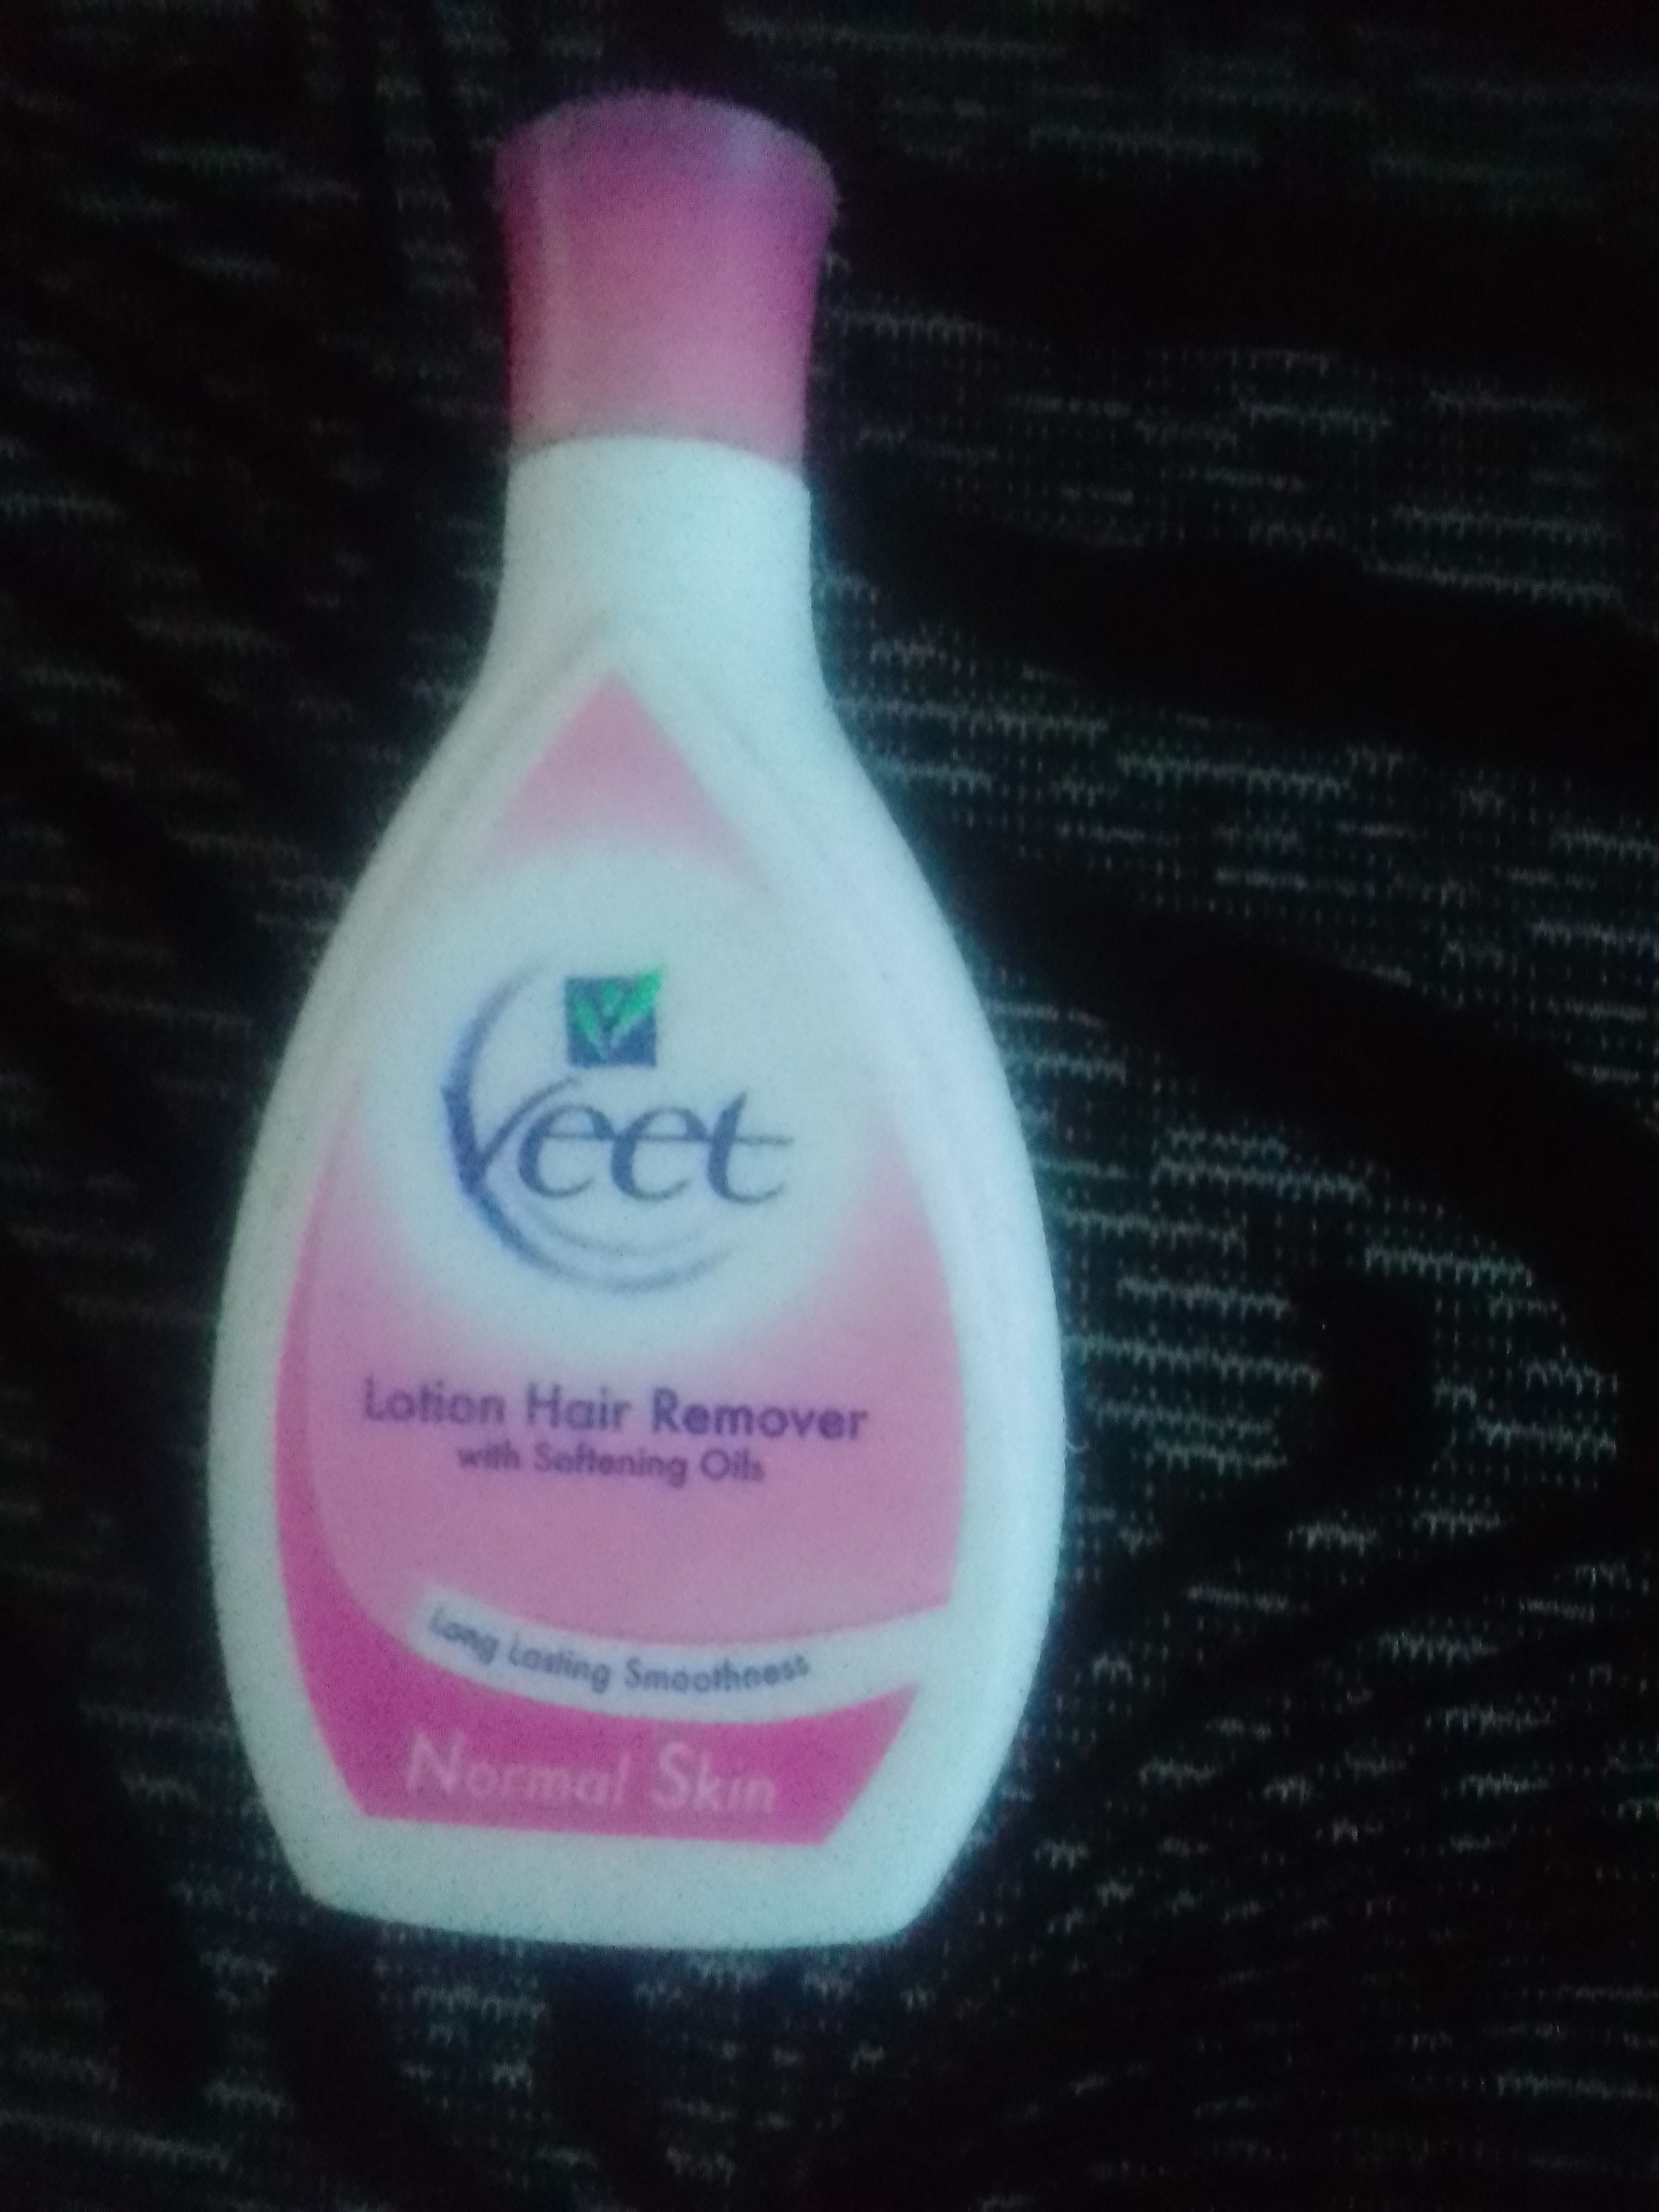 Veet
Lotion Hair Remover
with Softening Oils
Long Lasting Smoothness
Normal Skin